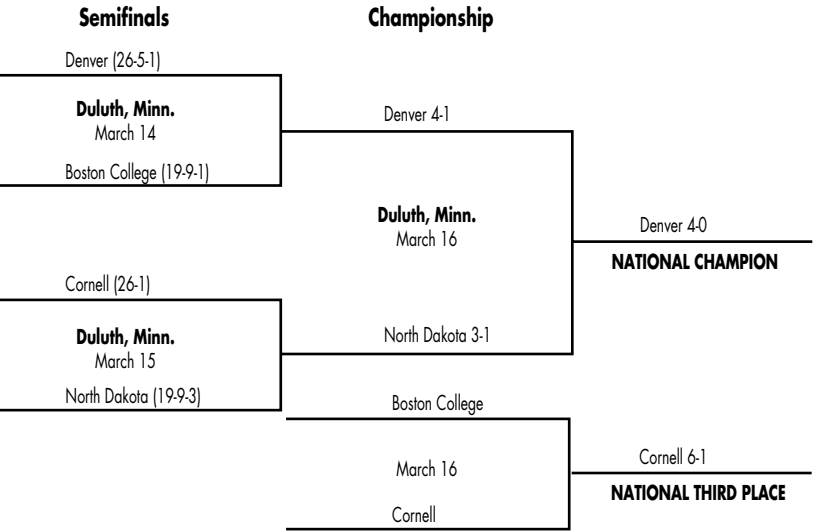 Semifinals
Championship
Denver (26-5-1)
Duluth, Minn.
March 14
Boston College (19-9-1)
Denver 4-1
Duluth, Minn.
March 16
Denver 4-0
NATIONAL CHAMPION
Cornell (26-1)
Duluth, Minn.
March 15
North Dakota (19-9-3)
North Dakota 3-1
Boston College
March 16
Cornell
Cornell 6-1
NATIONAL THIRD PLACE